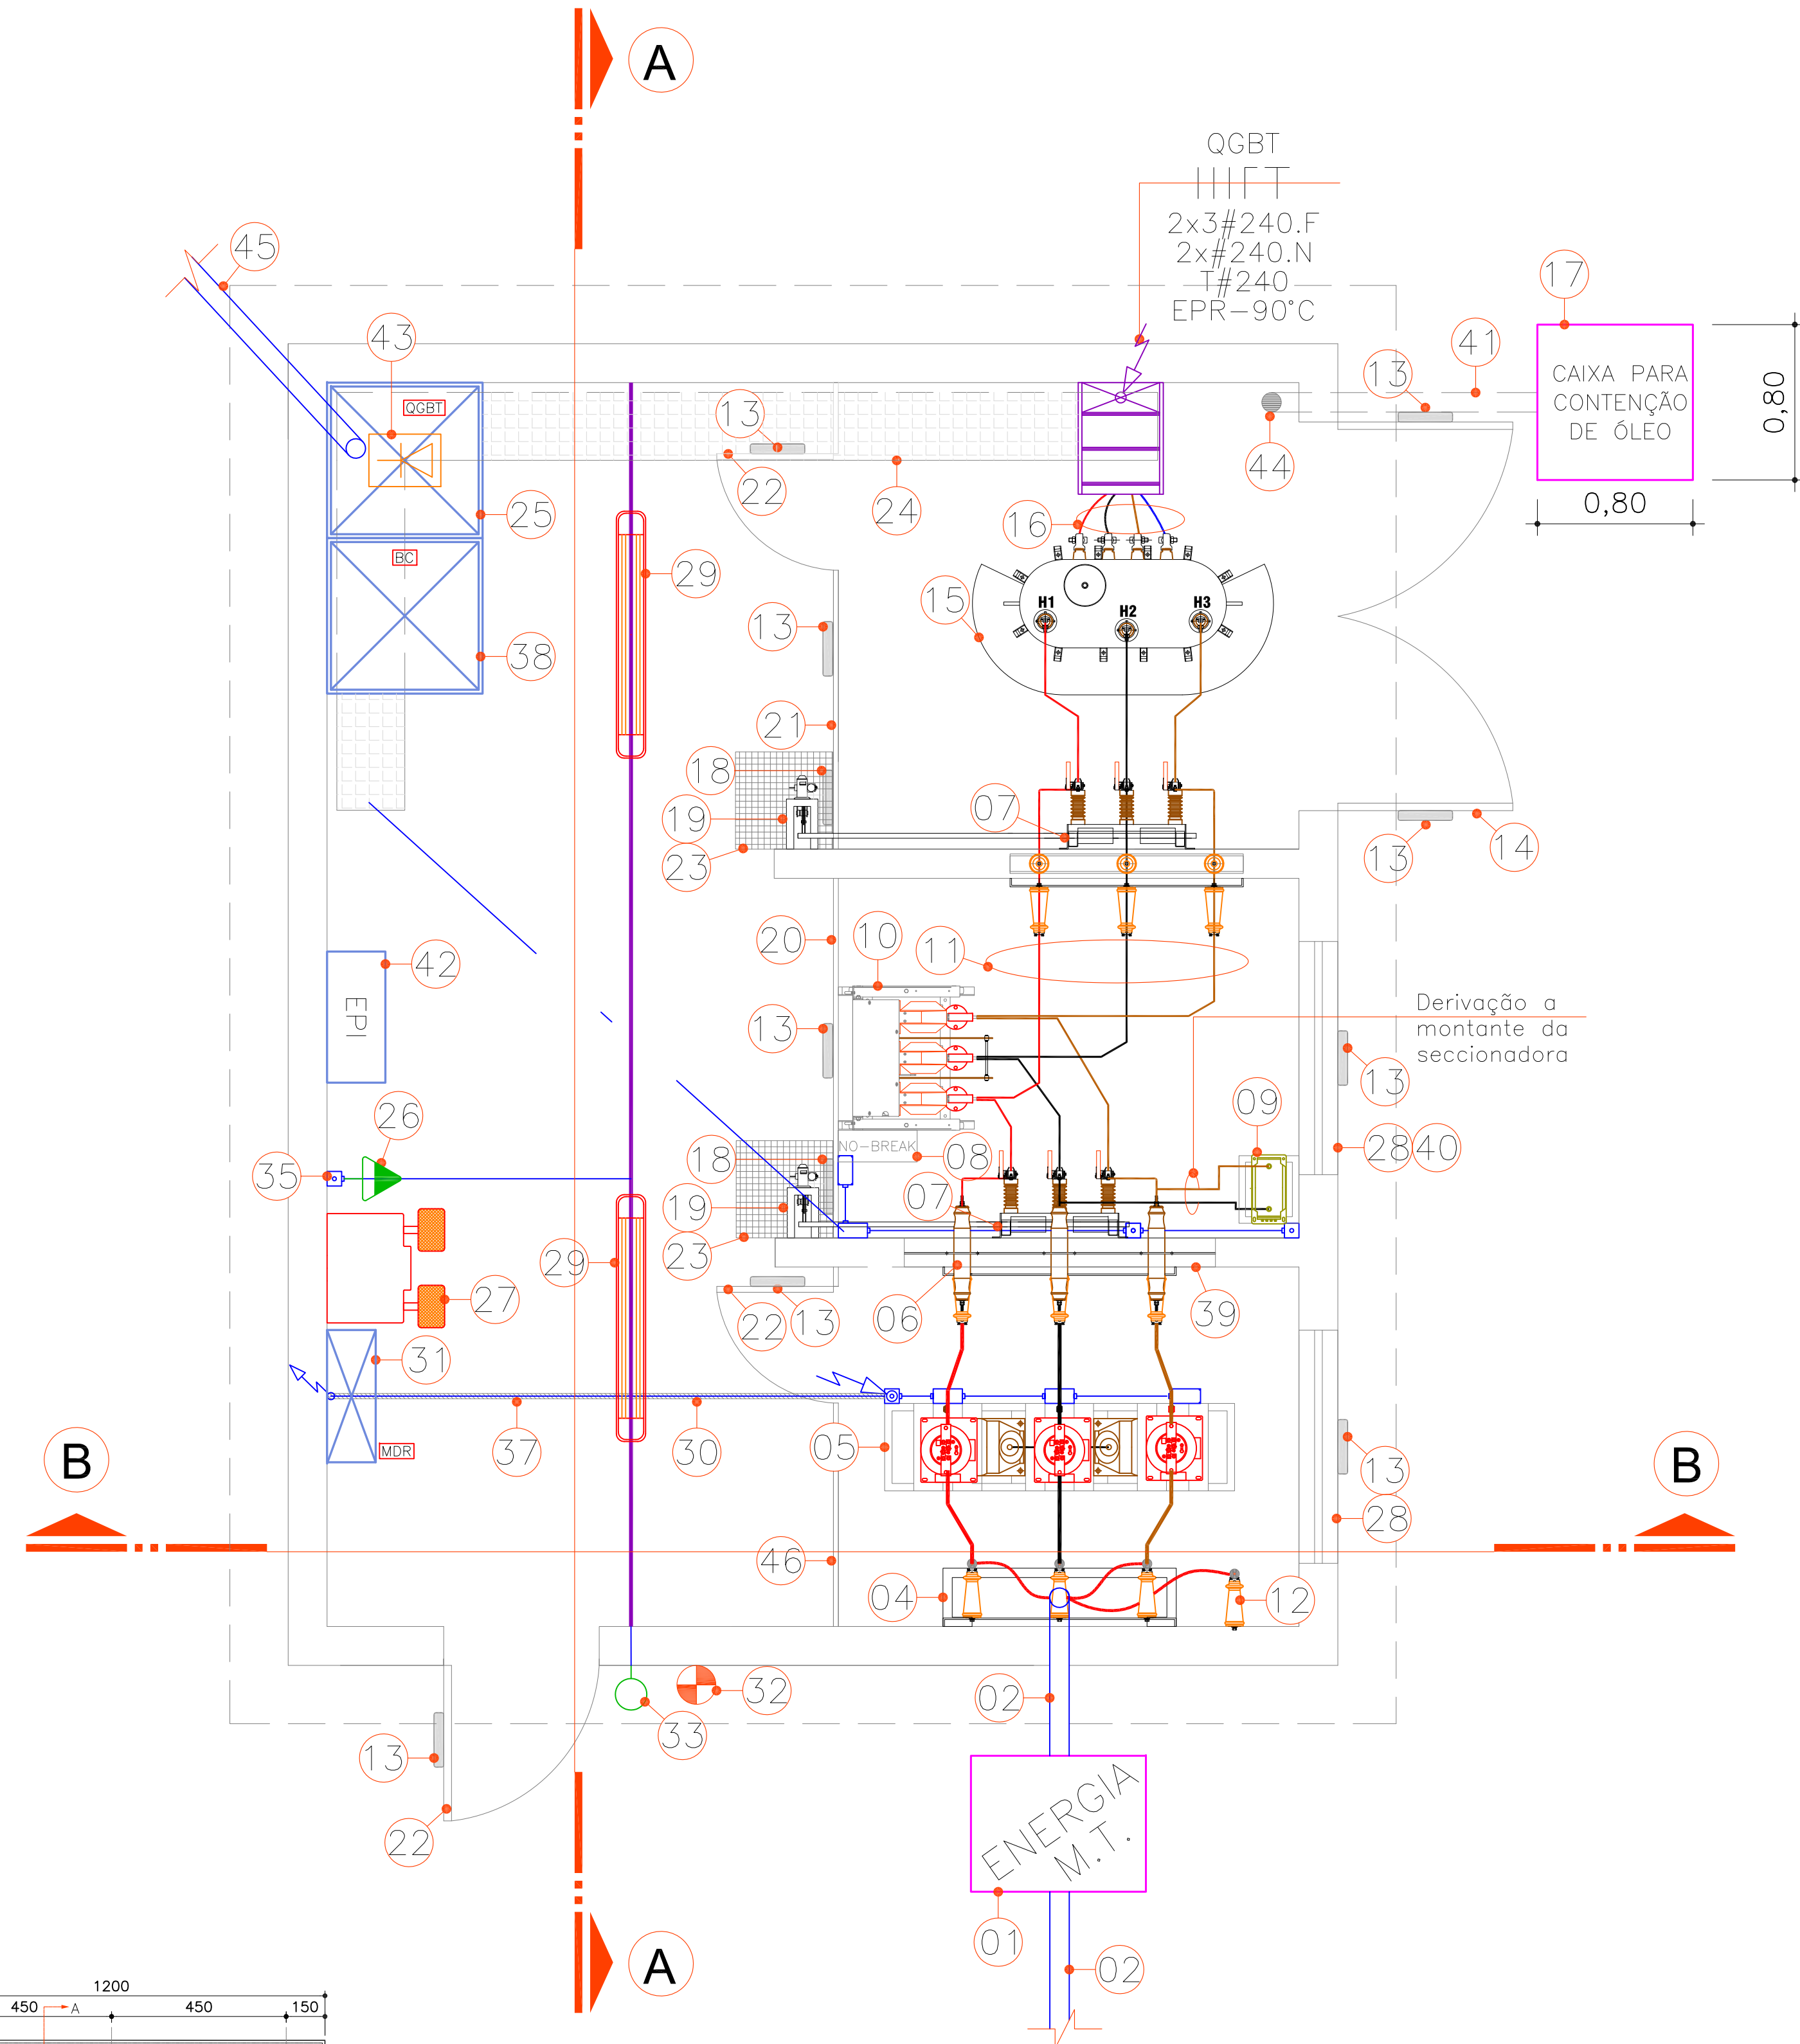 A
QGBT
2x3#240.F
2x#240.N
T#240
EPR-90°C
45
17
43
41
13
13
CAIXA PARA
CONTENÇÃO
DE ÓLEO
0,80
0,80
QGBT
22
24
44
25
16
BC
29
15
13
H1
H2
H3
38
21
18
07
19
23
13
14
20
10
11
42
EPI
13
Derivação a
montante da
seccionadora
13
26
09
NO-BREAK
08
28
40
35
18
19
07
23
29
27
22
13
06
39
31
MDR
37
30
05
13
B
B
28
46
04
12
32
02
33
13
22
ENERGIA
M.T.
01
02
A
1200
450
A
450
150